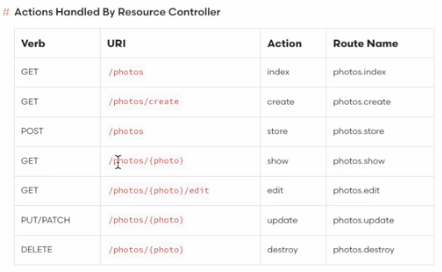 # Actions Handled By Resource Controller
Verb URI Action Route Name
GET /photos index photos.index
GET /photos/create create photos.create
POST /photos store photos.store
GET /photos/{photo} show photos.show
GET /photos/{photo}/edit edit photos.edit
PUT/PATCH /photos/{photo} update photos.update
DELETE /photos/{photo} destroy photos.destroy